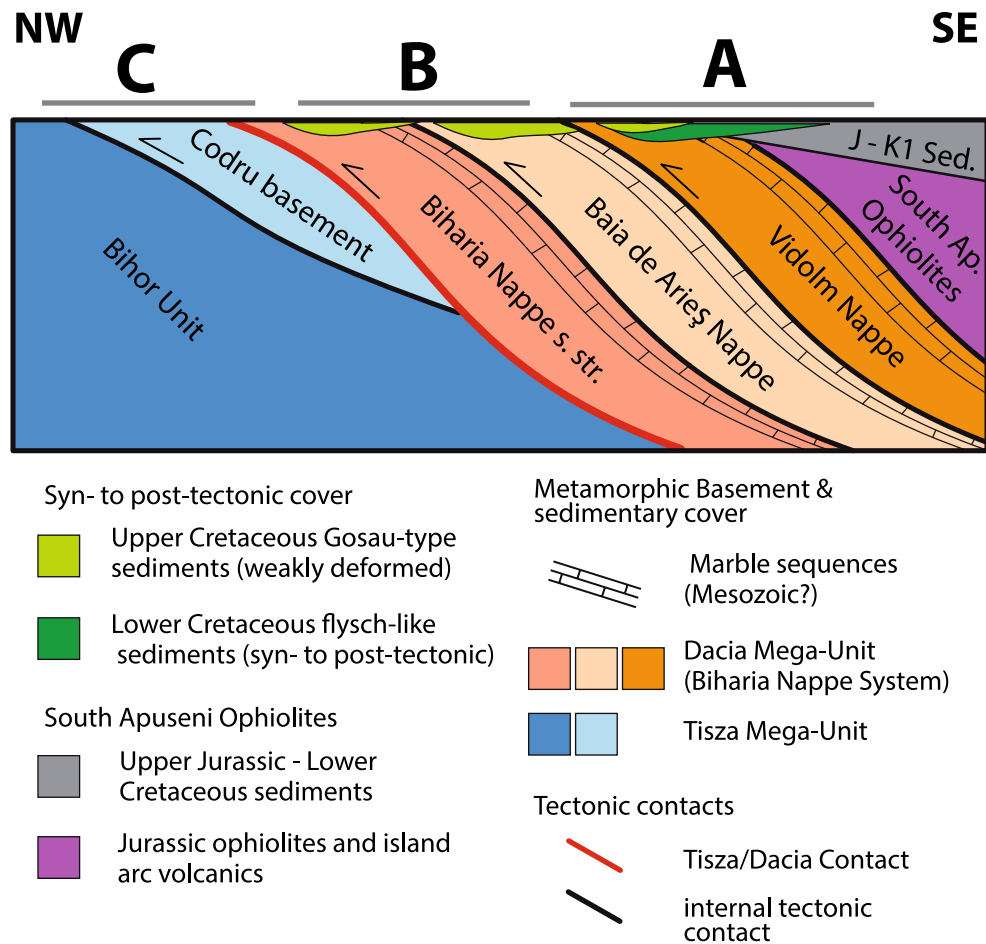 NW
SE
C
B
A
Codru basement
Bihor Unit
Biharia Nappe s. str.
Baia de Arieş Nappe
Vidolm Nappe
J - K1 Sed.
South Ap.
Ophiolites
Syn- to post-tectonic cover
Upper Cretaceous Gosau-type
sediments (weakly deformed)
Lower Cretaceous flysch-like
sediments (syn- to post-tectonic)
South Apuseni Ophiolites
Upper Jurassic - Lower
Cretaceous sediments
Jurassic ophiolites and island
arc volcanics
Metamorphic Basement &
sedimentary cover
Marble sequences
(Mesozoic?)
Dacia Mega-Unit
(Biharia Nappe System)
Tisza Mega-Unit
Tectonic contacts
Tisza/Dacia Contact
internal tectonic
contact